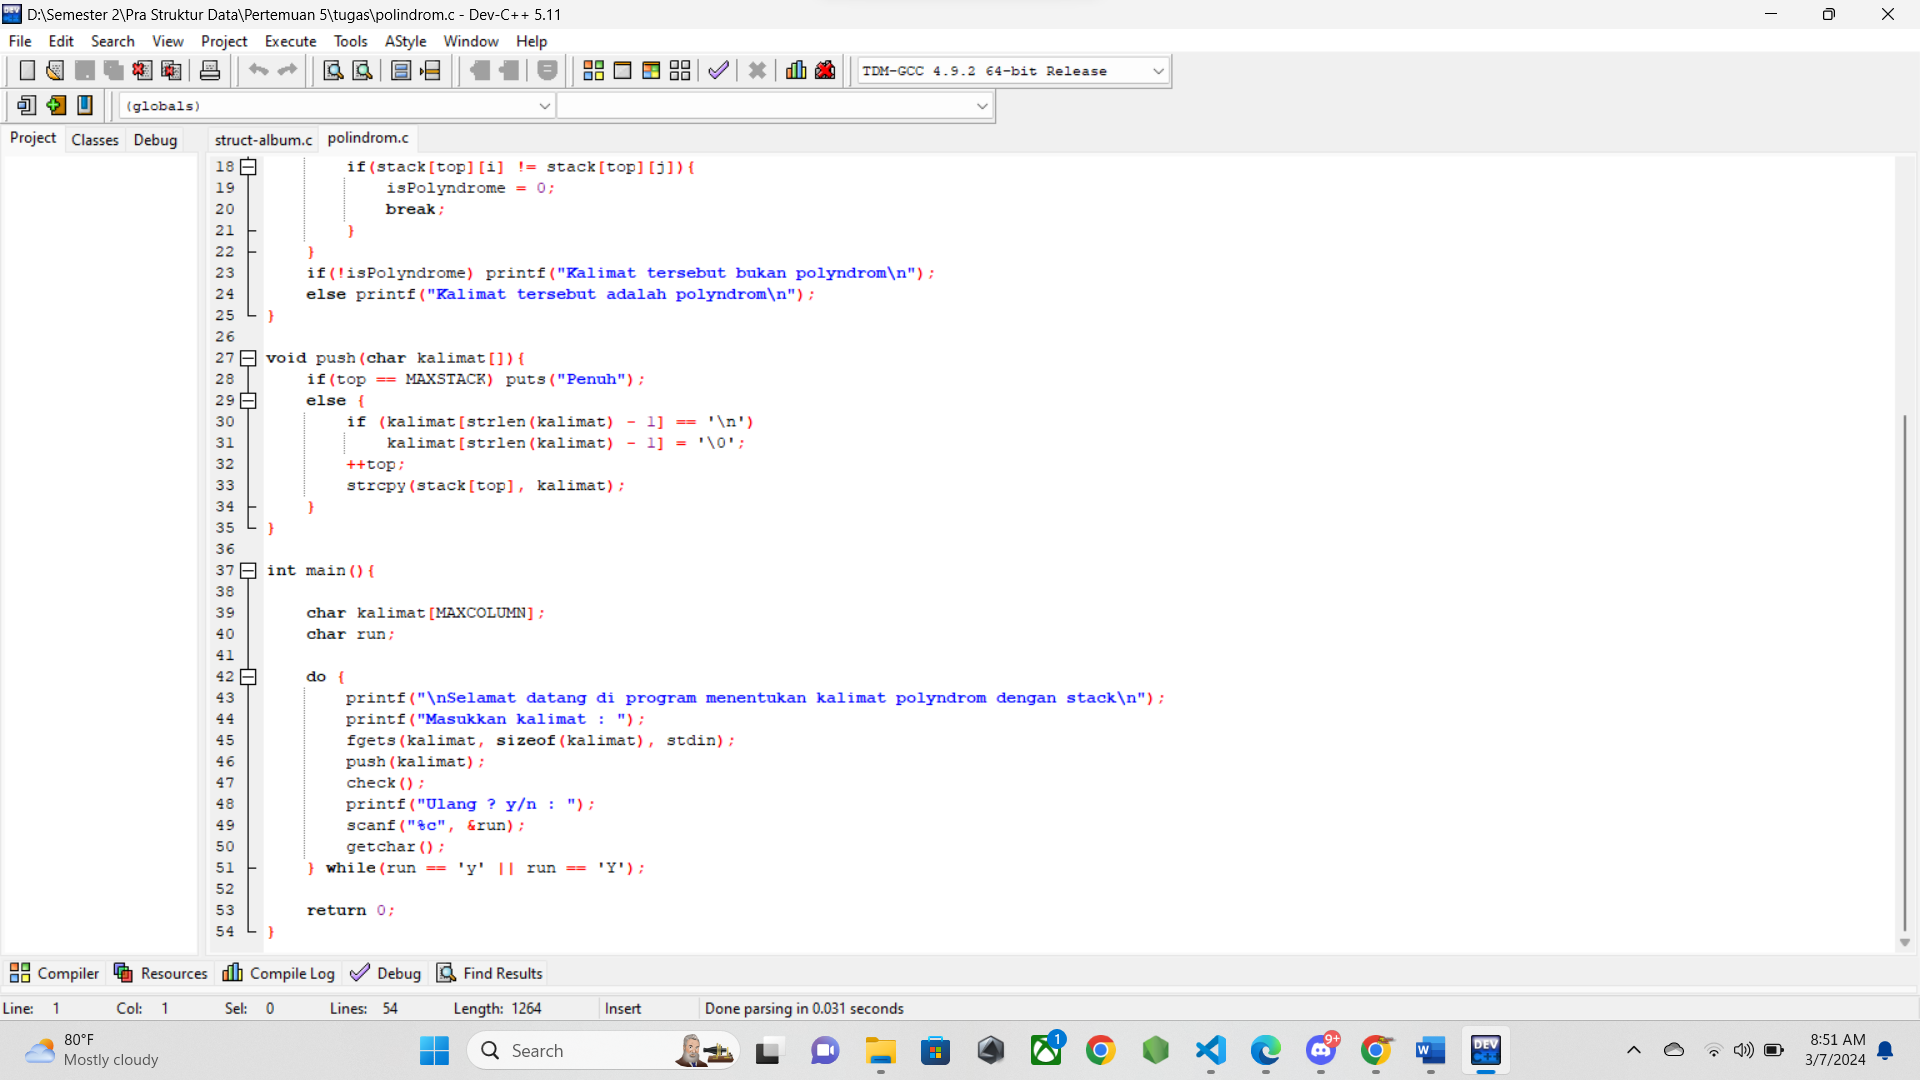 D:\Semester 2\Pra Struktur Data\Pertemuan 5\tugas\polindrom.c - Dev-C++ 5.11
File Edit Search View Project Execute Tools AStyle Window Help
TDM-GCC 4.9.2 64-bit Release
(globals)
Project Classes Debug struct-album.c polindrom.c
18 if(stack[top][i] != stack[top][j]){
19 isPolyndrome = 0;
20 break;
21 }
22 }
23 if(!isPolyndrome) printf("Kalimat tersebut bukan polyndrom\n");
24 else printf("Kalimat tersebut adalah polyndrom\n");
25 }
26
27 void push(char kalimat[]){
28 if(top == MAXSTACK) puts("Penuh");
29 else {
30 if (kalimat[strlen(kalimat) - 1] == '\n')
31 kalimat[strlen(kalimat) - 1] = '\0';
32 ++top;
33 strcpy(stack[top], kalimat);
34 }
35 }
36
37 int main(){
38
39 char kalimat[MAXCOLUMN];
40 char run;
41
42 do {
43 printf("\nSelamat datang di program menentukan kalimat polyndrom dengan stack\n");
44 printf("Masukkan kalimat : ");
45 fgets(kalimat, sizeof(kalimat), stdin);
46 push(kalimat);
47 check();
48 printf("Ulang ? y/n : ");
49 scanf("%c", &run);
50 getchar();
51 } while(run == 'y' || run == 'Y');
52
53 return 0;
54 }
Compiler Resources Compile Log Debug Find Results
Line: 1 Col: 1 Sel: 0 Lines: 54 Length: 1264 Insert Done parsing in 0.031 seconds
80°F
Mostly cloudy
Search
1
9+
W
DEV
C++
8:51 AM
3/7/2024